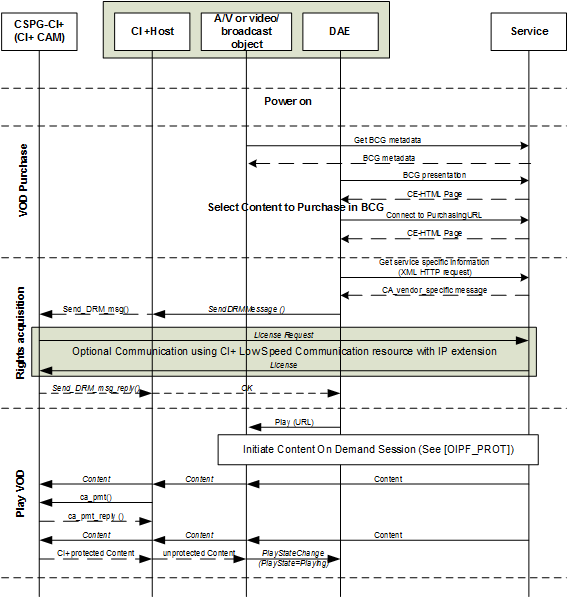 CSPG-CI+
(CI+ CAM)
CI+Host
A/V or video/
broadcast
object
DAE
Service
Power on
VOD Purchase
Get BCG metadata
BCG metadata
BCG presentation
CE-HTML Page
Select Content to Purchase in BCG
Connect to PurchasingURL
CE-HTML Page
Rights acquisition
Get service specific information
(XML HTTP request)
CA_vendor_specific message
Send_DRM_msg()
SendDRMMessage ()
License Request
Optional Communication using CI+ LowSpeed Communication resource with IP extension
License
Send_DRM_msg_reply()
OK
Play VOD
Play (URL)
Initiate Content On Demand Session (See [OIPF_PROT])
Content
Content
Content
ca_pmt()
ca_pmt_reply ()
Content
Content
Content
CI+protected Content
unprotected Content
PlayStateChange
(PlayState=Playing)